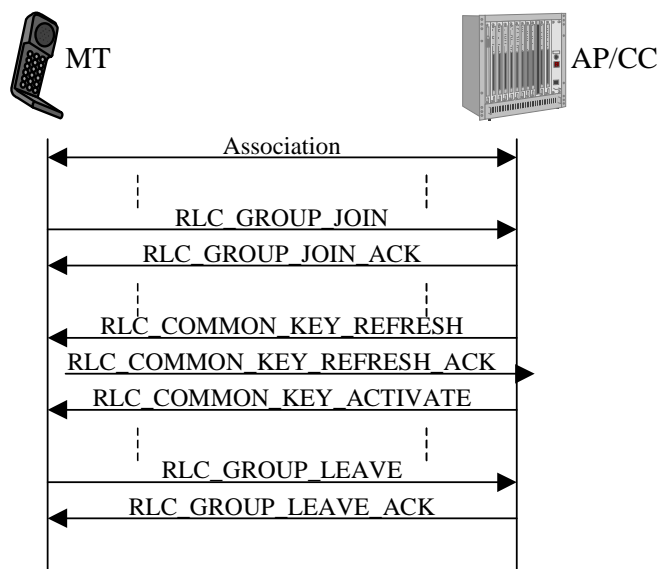 MT
AP/CC
Association
RLC_GROUP_JOIN
RLC_GROUP_JOIN_ACK
RLC_COMMON_KEY_REFRESH
RLC_COMMON_KEY_REFRESH_ACK
RLC_COMMON_KEY_ACTIVATE
RLC_GROUP_LEAVE
RLC_GROUP_LEAVE_ACK